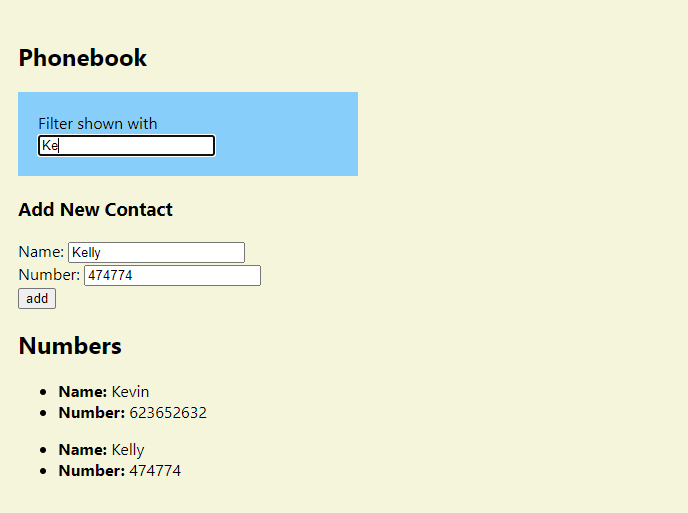 Phonebook
Filter shown with
Ke
Add New Contact
Name: Kelly
Number: 474774
add
Numbers
Name: Kevin
Number: 623652632
Name: Kelly
Number: 474774